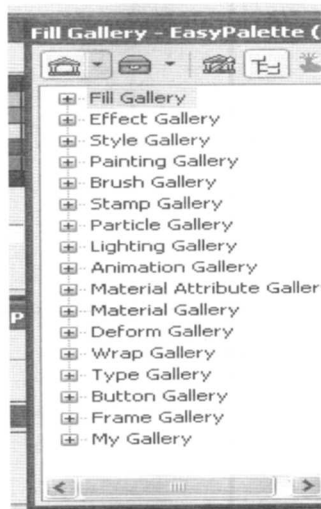 Fill Gallery - EasyPalette (
Fill Gallery
Effect Gallery
Style Gallery
Painting Gallery
Brush Gallery
Stamp Gallery
Particle Gallery
Lighting Gallery
Animation Gallery
Material Attribute Galler
Material Gallery
Deform Gallery
Wrap Gallery
Type Gallery
Button Gallery
Frame Gallery
My Gallery
P